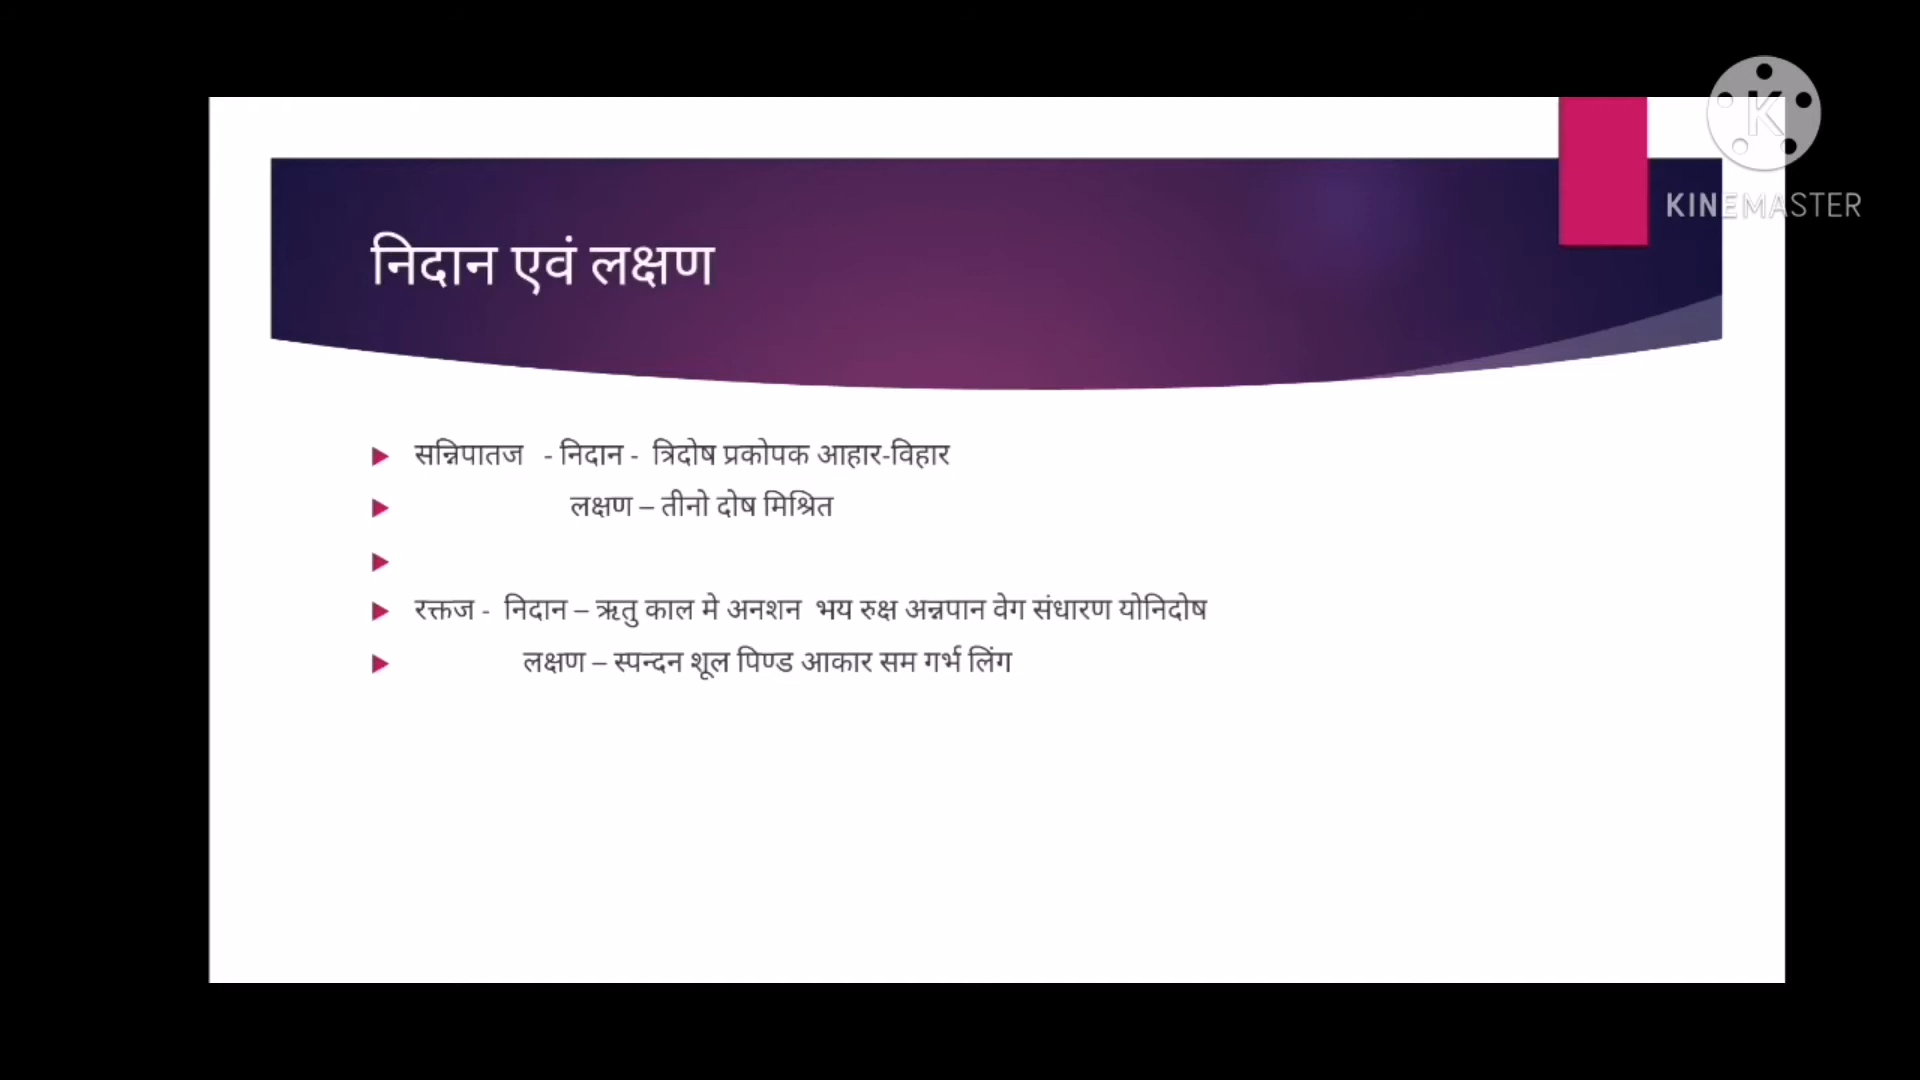 KINEMASTER
निदान एवं लक्षण
सन्निपातज - निदान - त्रिदोष प्रकोपक आहार-विहार
लक्षण – तीनो दोष मिश्रित
रक्तज - निदान – ऋतु काल मे अनशन भय रुक्ष अन्नपान वेग संधारण योनिदोष
लक्षण – स्पन्दन शूल पिण्ड आकार सम गर्भ लिंग